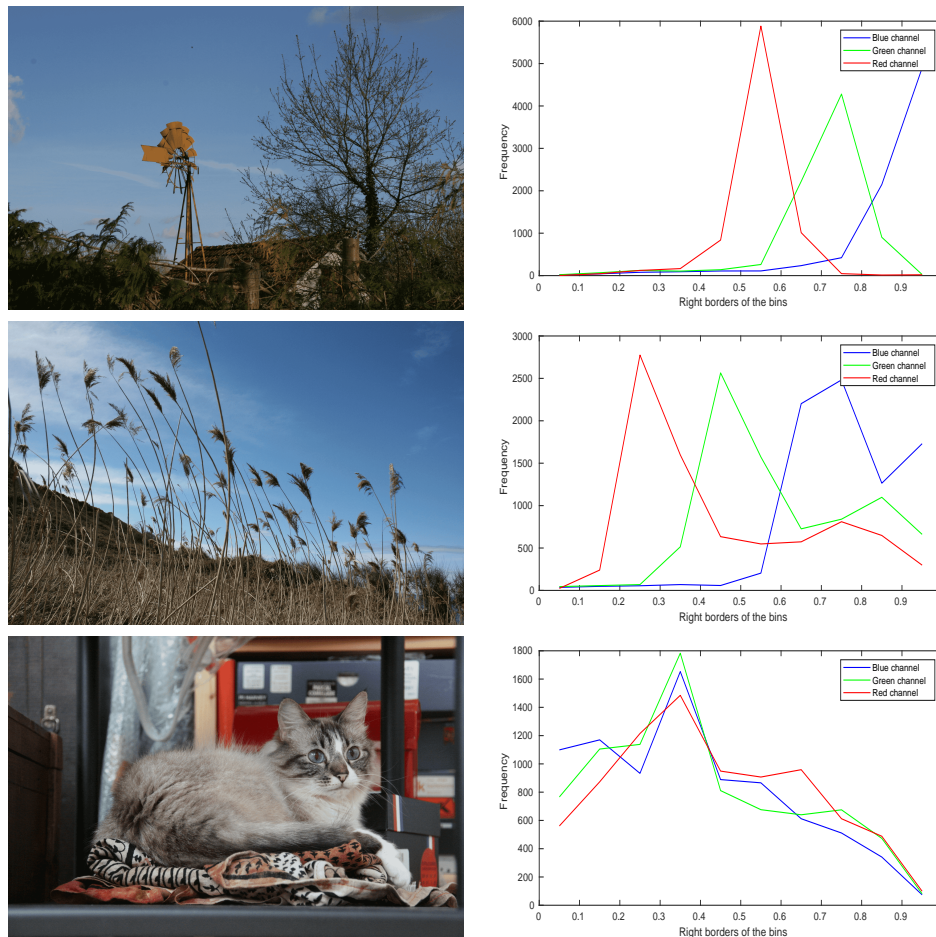 6000
5000
4000
3000
2000
1000
0
Frequency
Blue channel
Green channel
Red channel
0 0.1 0.2 0.3 0.4 0.5 0.6 0.7 0.8 0.9
Right borders of the bins
3000
2500
2000
1500
1000
500
0
Frequency
Blue channel
Green channel
Red channel
0 0.1 0.2 0.3 0.4 0.5 0.6 0.7 0.8 0.9
Right borders of the bins
1800
1600
1400
1200
1000
800
600
400
200
0
Frequency
Blue channel
Green channel
Red channel
0 0.1 0.2 0.3 0.4 0.5 0.6 0.7 0.8 0.9
Right borders of the bins